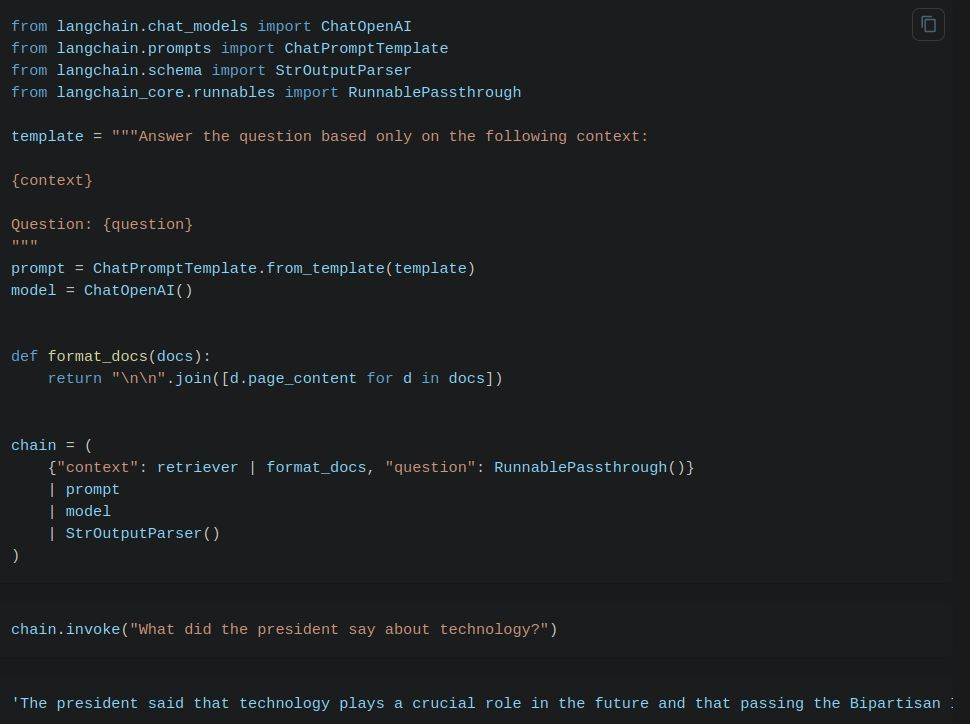 from langchain.chat_models import ChatOpenAI
from langchain.prompts import ChatPromptTemplate
from langchain.schema import StrOutputParser
from langchain_core.runnables import RunnablePassthrough

template = """Answer the question based only on the following context:

{context}

Question: {question}
"""
prompt = ChatPromptTemplate.from_template(template)
model = ChatOpenAI()


def format_docs(docs):
    return "\n\n".join([d.page_content for d in docs])


chain = (
    {"context": retriever | format_docs, "question": RunnablePassthrough()}
    | prompt
    | model
    | StrOutputParser()
)

chain.invoke("What did the president say about technology?")

'The president said that technology plays a crucial role in the future and that passing the Bipartisan